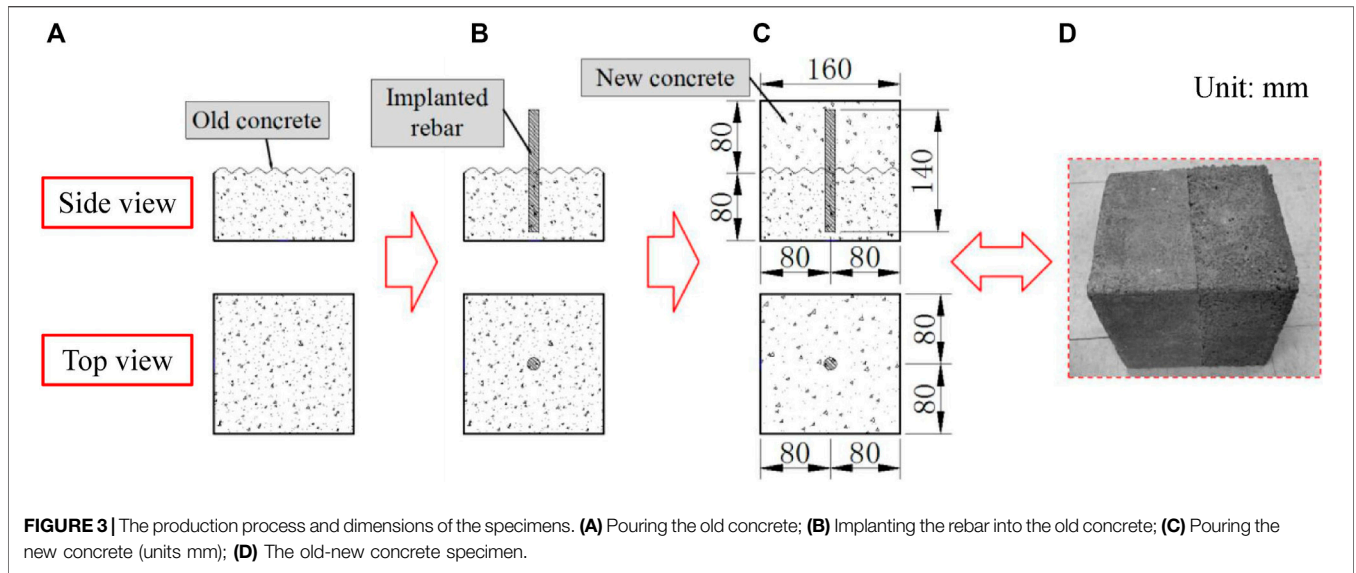 A
B
C
D
Old concrete
Implanted
rebar
New concrete
160
Unit: mm
80
80
140
Side view
80
80
Top view
80
80
80
80
FIGURE 3 | The production process and dimensions of the specimens. (A) Pouring the old concrete; (B) Implanting the rebar into the old concrete; (C) Pouring the
new concrete (units mm); (D) The old-new concrete specimen.